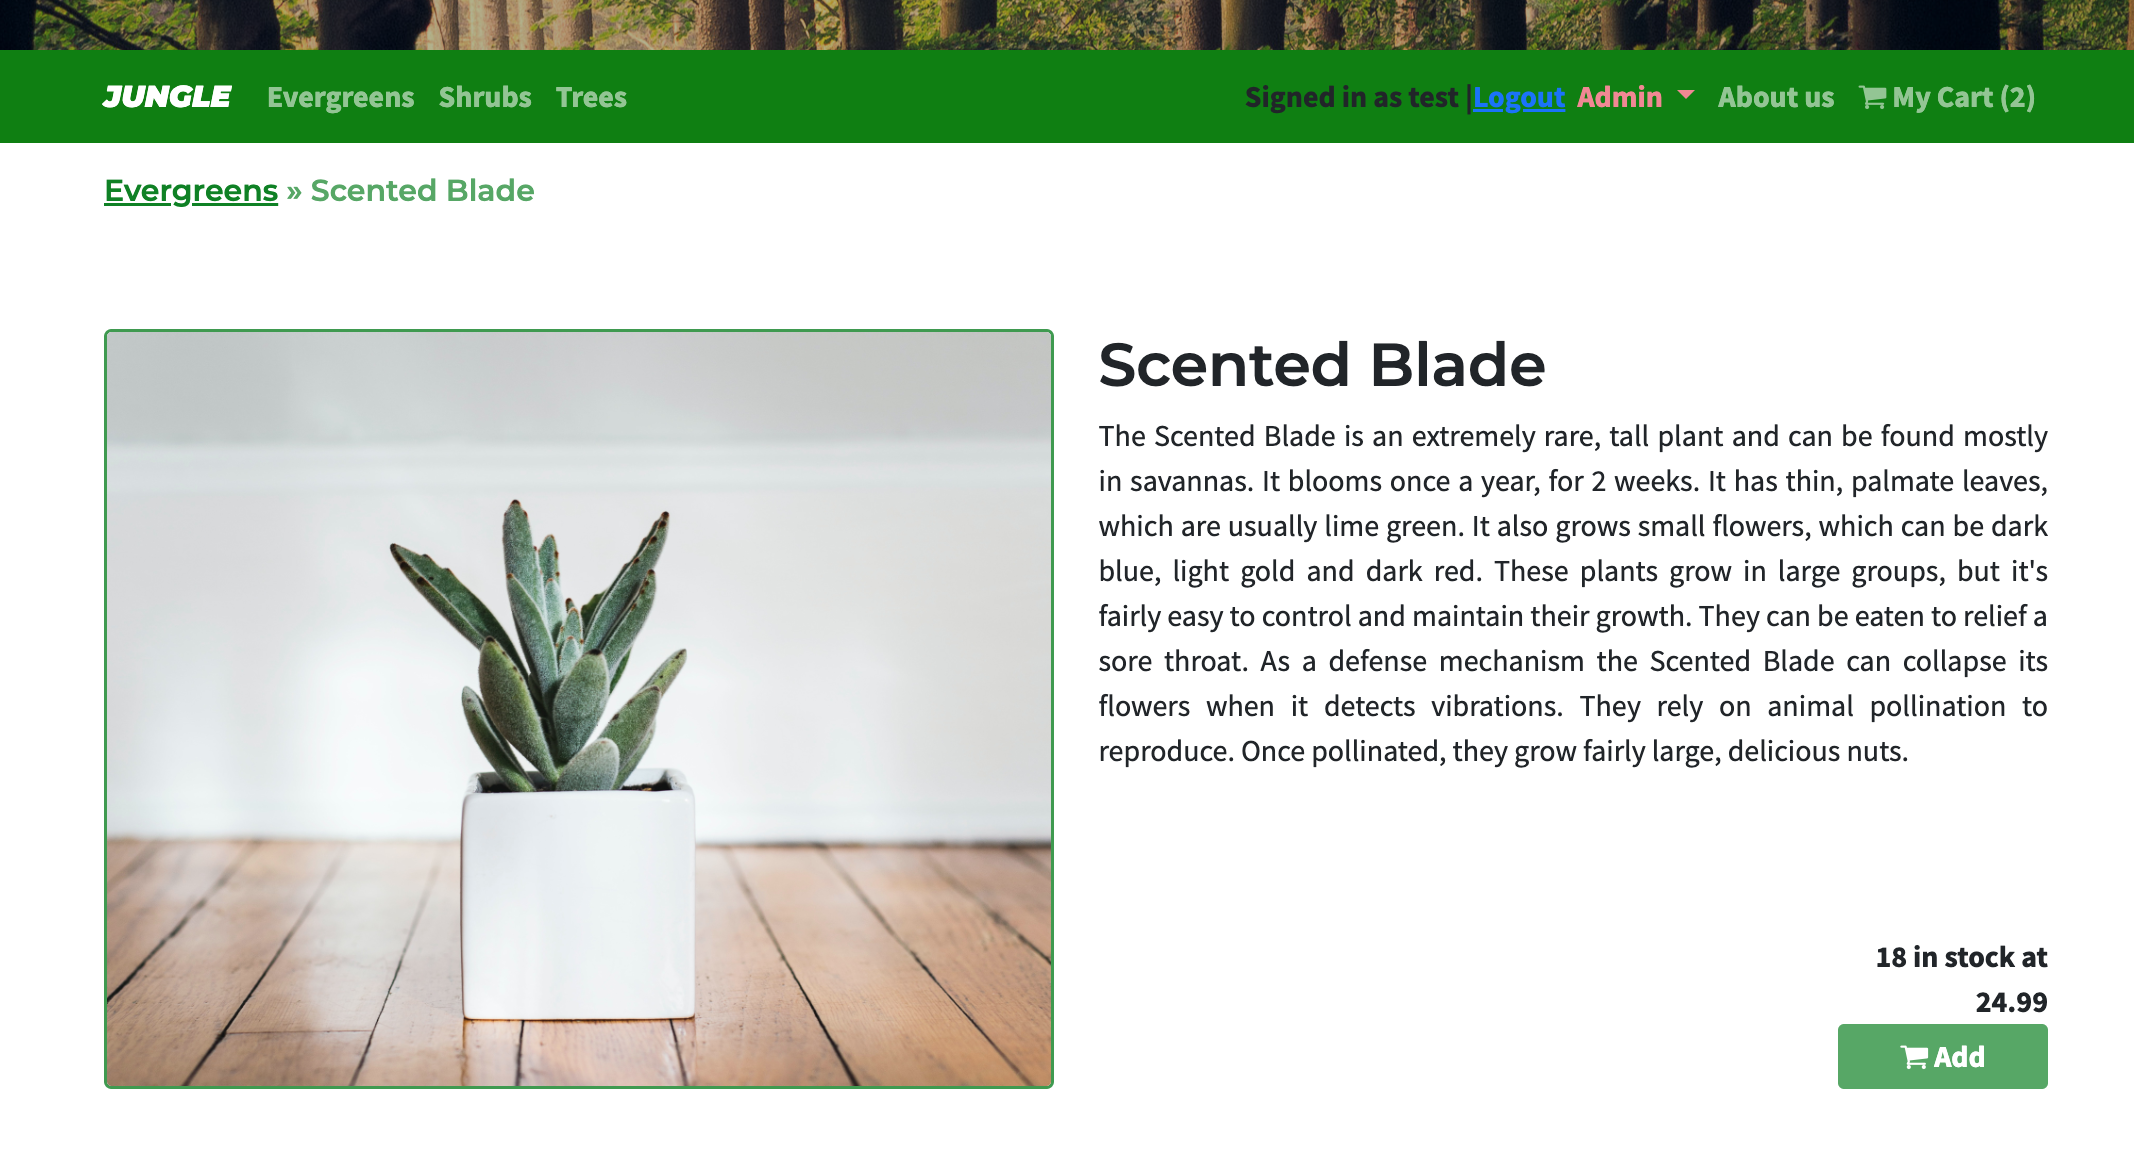 JUNGLE Evergreens Shrubs Trees Signed in as test |Logout Admin About us My Cart (2)
Evergreens » Scented Blade
Scented Blade
The Scented Blade is an extremely rare, tall plant and can be found mostly
in savannas. It blooms once a year, for 2 weeks. It has thin, palmate leaves,
which are usually lime green. It also grows small flowers, which can be dark
blue, light gold and dark red. These plants grow in large groups, but it's
fairly easy to control and maintain their growth. They can be eaten to relief a
sore throat. As a defense mechanism the Scented Blade can collapse its
flowers when it detects vibrations. They rely on animal pollination to
reproduce. Once pollinated, they grow fairly large, delicious nuts.
18 in stock at
24.99
Add